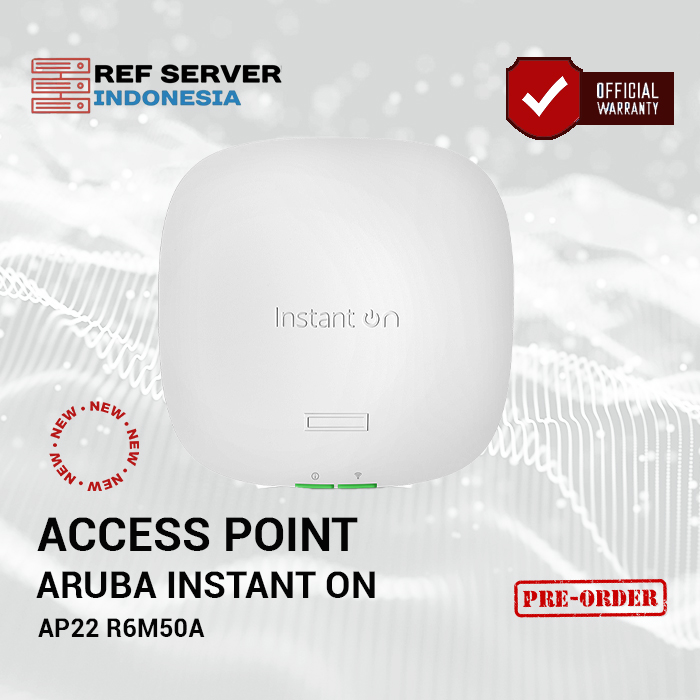 REF SERVER
INDONESIA
OFFICIAL
WARRANTY
Instant On
NEW • NEW • NEW • NEW • NEW • NEW •
ACCESS POINT
ARUBA INSTANT ON
AP22 R6M50A
PRE-ORDER